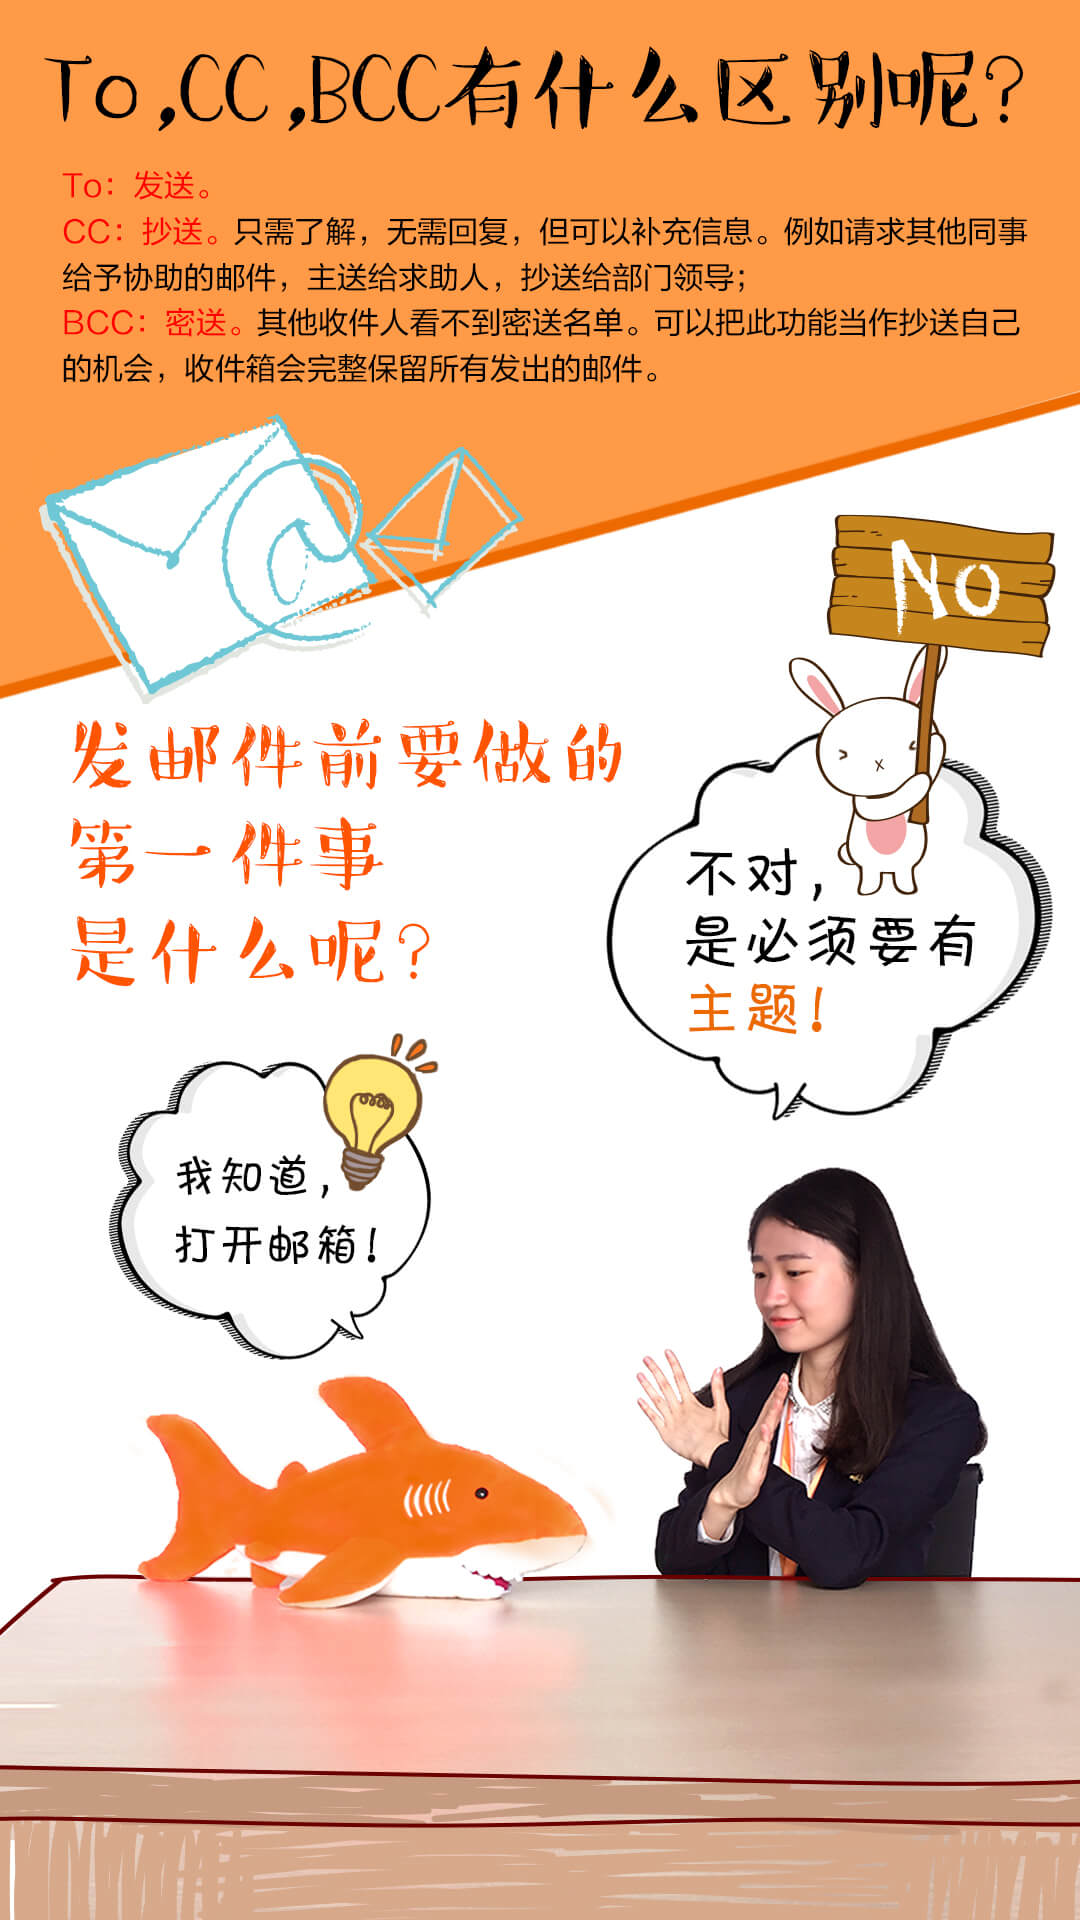 To,CC,BCC有什么区别呢?
To：发送。
CC：抄送。只需了解，无需回复，但可以补充信息。例如请求其他同事
给予协助的邮件，主送给求助人，抄送给部门领导；
BCC：密送。其他收件人看不到密送名单。可以把此功能当作抄送自己
的机会，收件箱会完整保留所有发出的邮件。
No
发邮件前要做的
第一件事
是什么呢?
不对，
是必须要有
主题!
我知道，
打开邮箱!